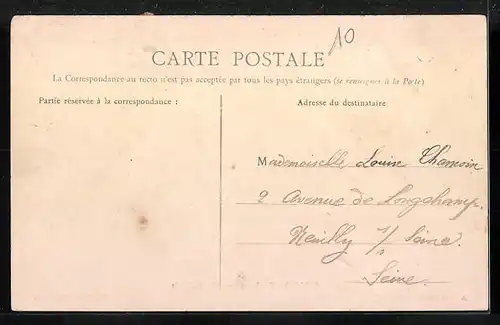 10
CARTE POSTALE
La Correspondance au recto n'est pas acceptée par tous les pays étrangers (se renseigner à la Poste)
Partie réservée à la correspondance :
Adresse du destinataire
Mademoiselle Louise
2 Avenue de Longchamp
Neuilly s/ Seine.
Seine.